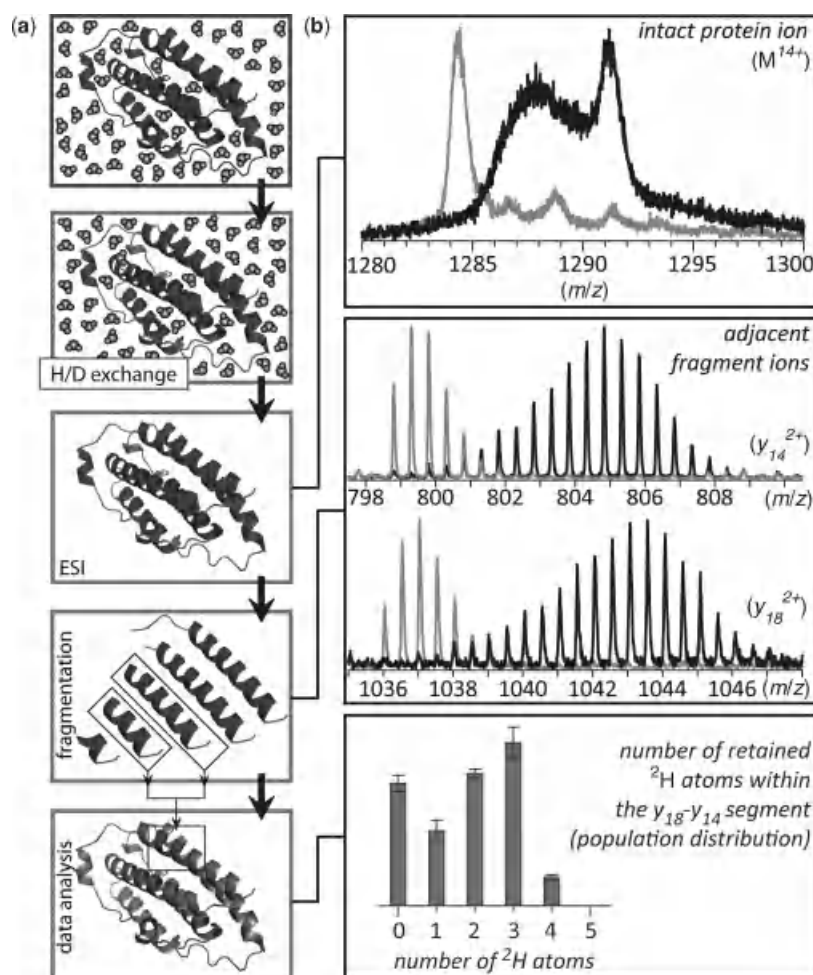 (a)
H/D exchange
ESI
fragmentation
data analysis
(b)
intact protein ion
(M¹⁴⁺)
1280 1285 1290 1295 1300
(m/z)
adjacent
fragment ions
(y₁₄²⁺)
798 800 802 804 806 808
(m/z)
(y₁₈²⁺)
1036 1038 1040 1042 1044 1046 (m/z)
number of retained
²H atoms within
the y₁₈-y₁₄ segment
(population distribution)
0 1 2 3 4 5
number of ²H atoms